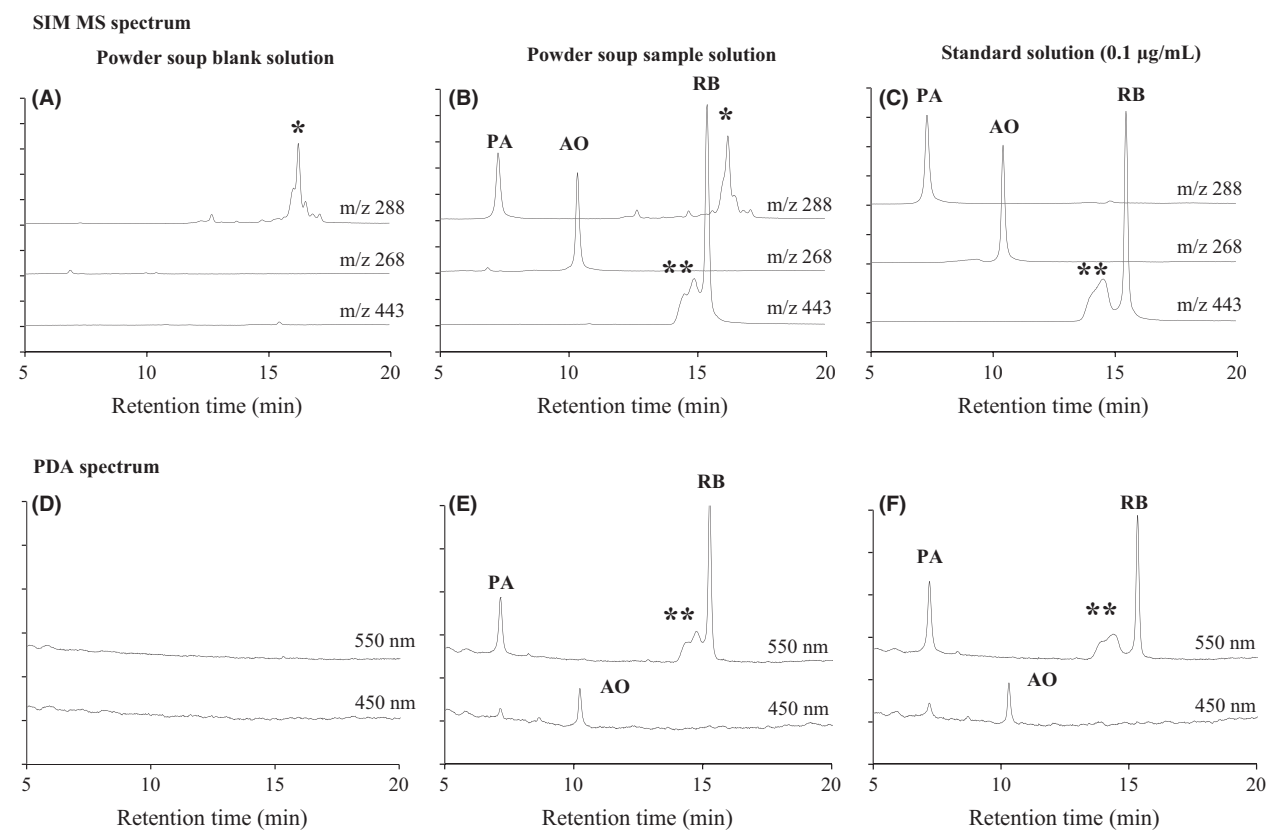 SIM MS spectrum
Powder soup blank solution
Powder soup sample solution
Standard solution (0.1 µg/mL)
(A)
*
m/z 288
m/z 268
m/z 443
5 10 15 20
Retention time (min)
(B)
PA
AO
RB
*
m/z 288
m/z 268
**
m/z 443
5 10 15 20
Retention time (min)
(C)
PA
AO
RB
m/z 288
m/z 268
**
m/z 443
5 10 15 20
Retention time (min)
PDA spectrum
(D)
550 nm
450 nm
5 10 15 20
Retention time (min)
(E)
RB
PA
**
550 nm
AO
450 nm
5 10 15 20
Retention time (min)
(F)
RB
PA
**
550 nm
AO
450 nm
5 10 15 20
Retention time (min)